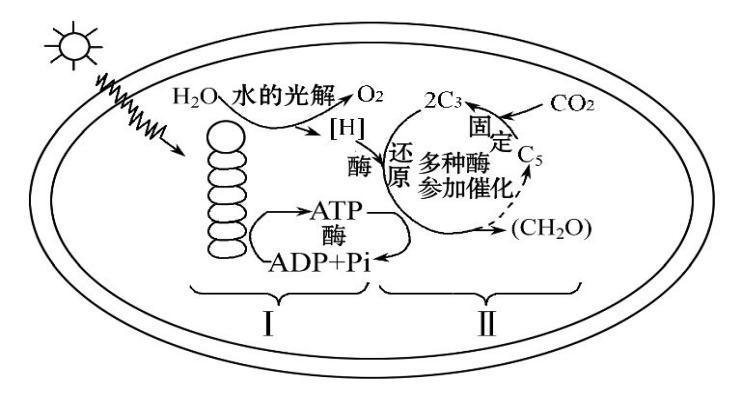 H₂O 水的光解 O₂
[H]
酶
2C₃
CO₂
固定
C₅
还原
多种酶
参加催化
(CH₂O)
ATP
酶
ADP+Pi
I
II